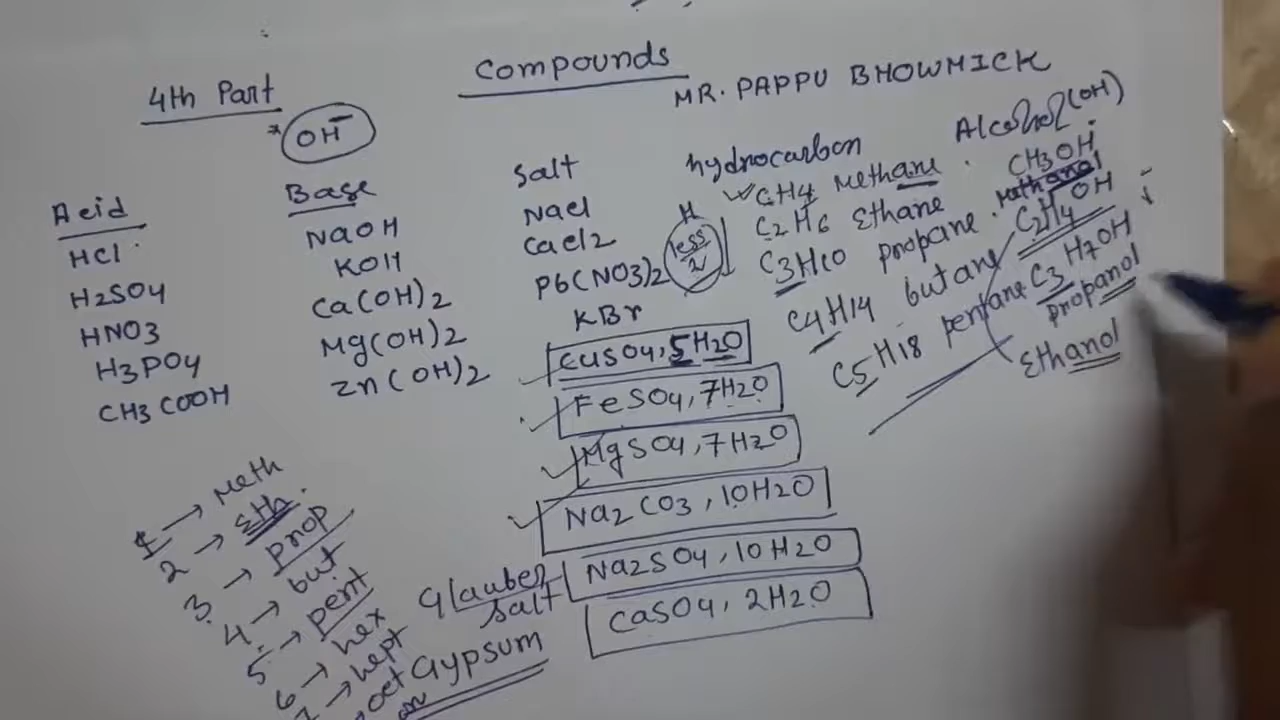 4th Part
Compounds
MR. PAPPU BHOWMICK
* OH⁻
Acid
HCl
H2SO4
HNO3
H3PO4
CH3COOH
Base
NaOH
KOH
Ca(OH)2
Mg(OH)2
Zn(OH)2
Salt
NaCl
CaCl2
Pb(NO3)2
KBr
CuSO4, 5H2O
FeSO4, 7H2O
MgSO4, 7H2O
Na2CO3, 10H2O
Glauber Salt
Na2SO4, 10H2O
Gypsum
CaSO4, 2H2O
hydrocarbon
CH4 Methane
C2H6 Ethane
C3H10 propane
C4H14 butane
C5H18 pentane
H
less
2
Alcohol (OH)
CH3OH
Methanol
C2H4OH
C3H7OH
propanol
Ethanol
1 → Meth
2 → Eth
3 → prop
4 → but
5 → pent
6 → hex
7 → hept
oct